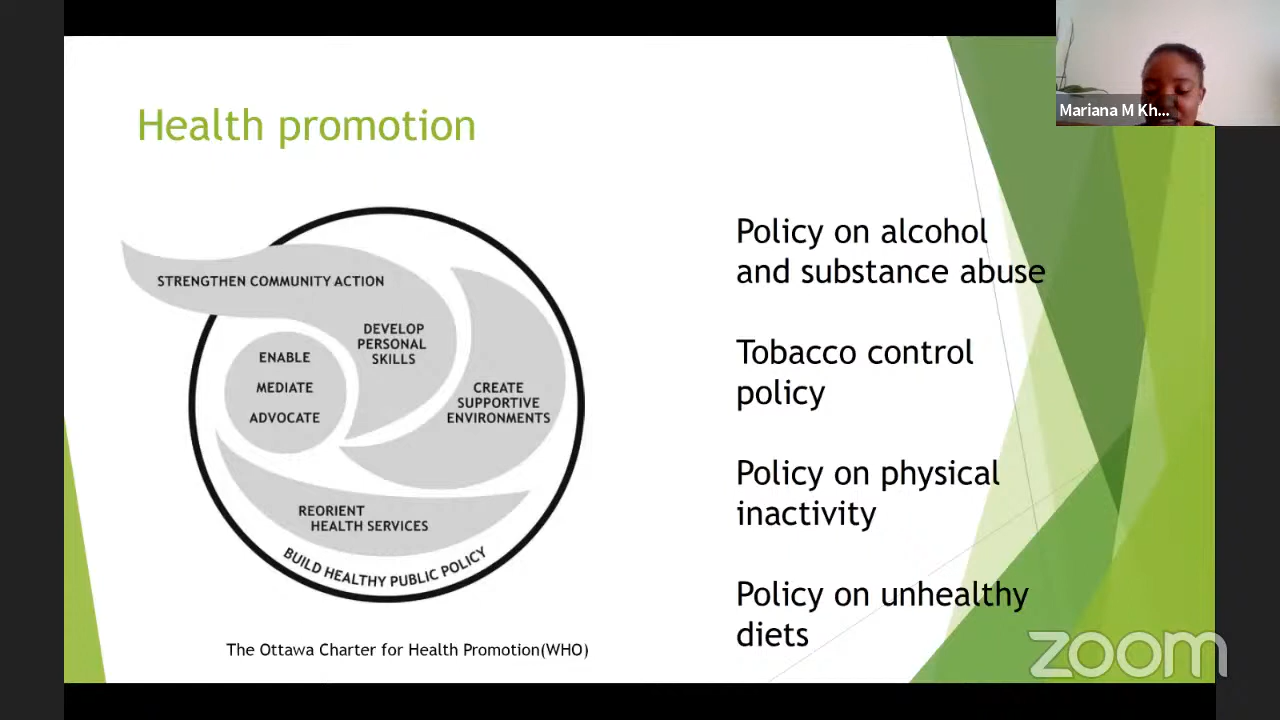 Health promotion
Mariana M Kh...
STRENGTHEN COMMUNITY ACTION
DEVELOP
PERSONAL
SKILLS
ENABLE
MEDIATE
ADVOCATE
CREATE
SUPPORTIVE
ENVIRONMENTS
REORIENT
HEALTH SERVICES
BUILD HEALTHY PUBLIC POLICY
The Ottawa Charter for Health Promotion(WHO)
Policy on alcohol
and substance abuse
Tobacco control
policy
Policy on physical
inactivity
Policy on unhealthy
diets
zoom